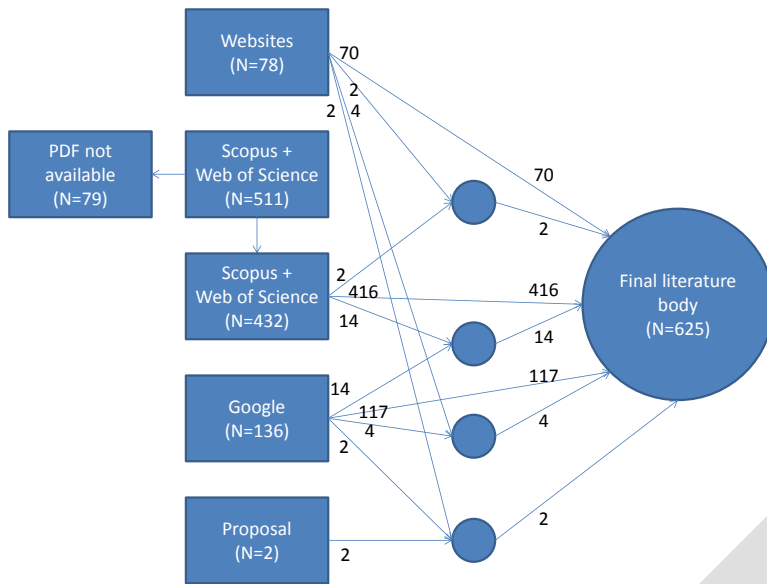 Websites
(N=78)
70
2
2 4
PDF not
available
(N=79)
Scopus +
Web of Science
(N=511)
70
2
Scopus +
Web of Science
(N=432)
2
416
14
416
14
Final literature
body
(N=625)
Google
(N=136)
14
117
4
2
117
4
Proposal
(N=2)
2
2